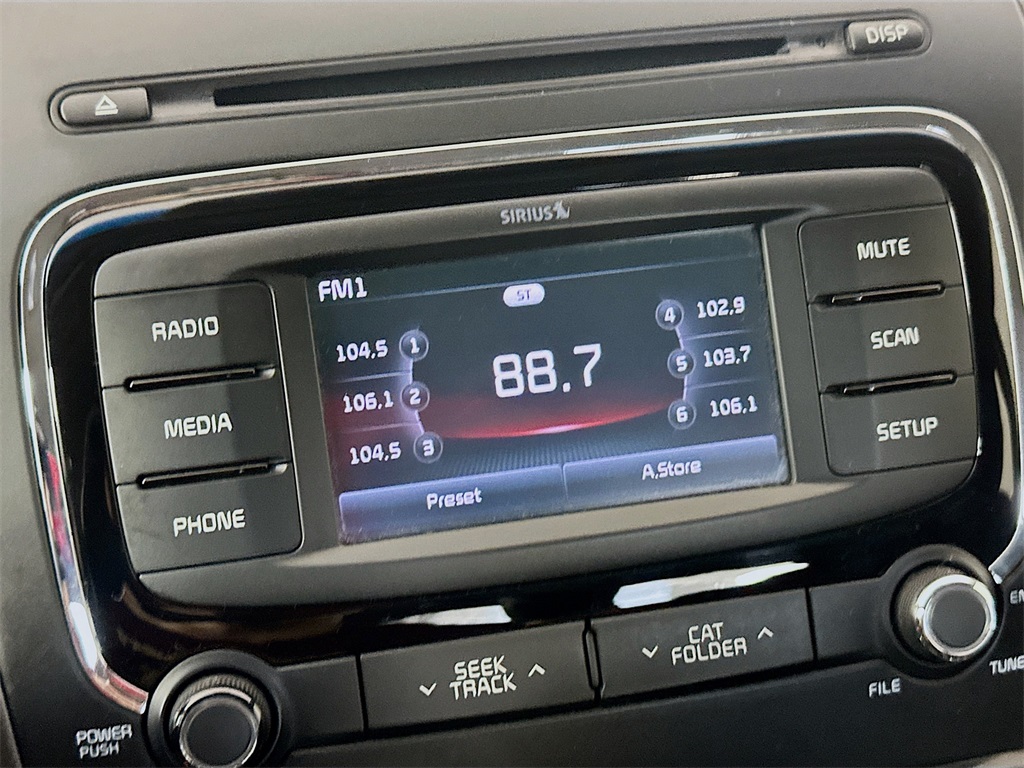 DISP
SIRIUS
FM1
ST
104.5 1
106.1 2
104.5 3
88.7
4 102.9
5 103.7
6 106.1
Preset
A.Store
RADIO
MEDIA
PHONE
MUTE
SCAN
SETUP
SEEK
TRACK
CAT
FOLDER
POWER
PUSH
FILE
TUNE